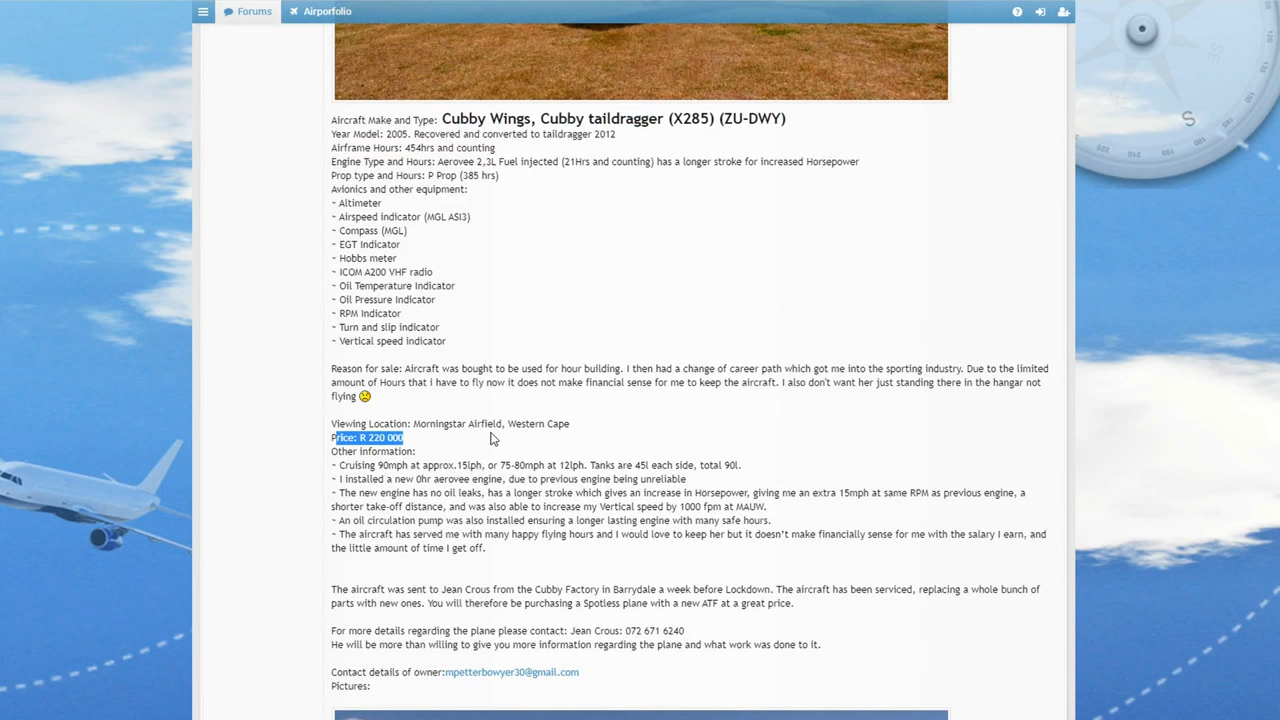 Forums
Airporfolio
Aircraft Make and Type: Cubby Wings, Cubby taildragger (X285) (ZU-DWY)
Year Model: 2005. Recovered and converted to taildragger 2012
Airframe Hours: 454hrs and counting
Engine Type and Hours: Aerovee 2,3L Fuel injected (21Hrs and counting) has a longer stroke for increased Horsepower
Prop type and Hours: P Prop (385 hrs)
Avionics and other equipment:
~ Altimeter
~ Airspeed indicator (MGL ASI3)
~ Compass (MGL)
~ EGT Indicator
~ Hobbs meter
~ ICOM A200 VHF radio
~ Oil Temperature Indicator
~ Oil Pressure Indicator
~ RPM Indicator
~ Turn and slip indicator
~ Vertical speed indicator
Reason for sale: Aircraft was bought to be used for hour building. I then had a change of career path which got me into the sporting industry. Due to the limited
amount of Hours that i have to fly now it does not make financial sense for me to keep the aircraft. I also don't want her just standing there in the hangar not
flying
Viewing Location: Morningstar Airfield, Western Cape
Price: R 220 000
Other information:
~ Cruising 90mph at approx.15lph, or 75-80mph at 12lph. Tanks are 45l each side, total 90l.
~ I installed a new 0hr aerovee engine, due to previous engine being unreliable
~ The new engine has no oil leaks, has a longer stroke which gives an increase in Horsepower, giving me an extra 15mph at same RPM as previous engine, a
shorter take-off distance, and was also able to increase my Vertical speed by 1000 fpm at MAUW.
~ An oil circulation pump was also installed ensuring a longer lasting engine with many safe hours.
~ The aircraft has served me with many happy flying hours and I would love to keep her but it doesn’t make financially sense for me with the salary I earn, and
the little amount of time I get off.
The aircraft was sent to Jean Crous from the Cubby Factory in Barrydale a week before Lockdown. The aircraft has been serviced, replacing a whole bunch of
parts with new ones. You will therefore be purchasing a Spotless plane with a new ATF at a great price.
For more details regarding the plane please contact: Jean Crous: 072 671 6240
He will be more than willing to give you more information regarding the plane and what work was done to it.
Contact details of owner:mpetterbowyer30@gmail.com
Pictures:
S